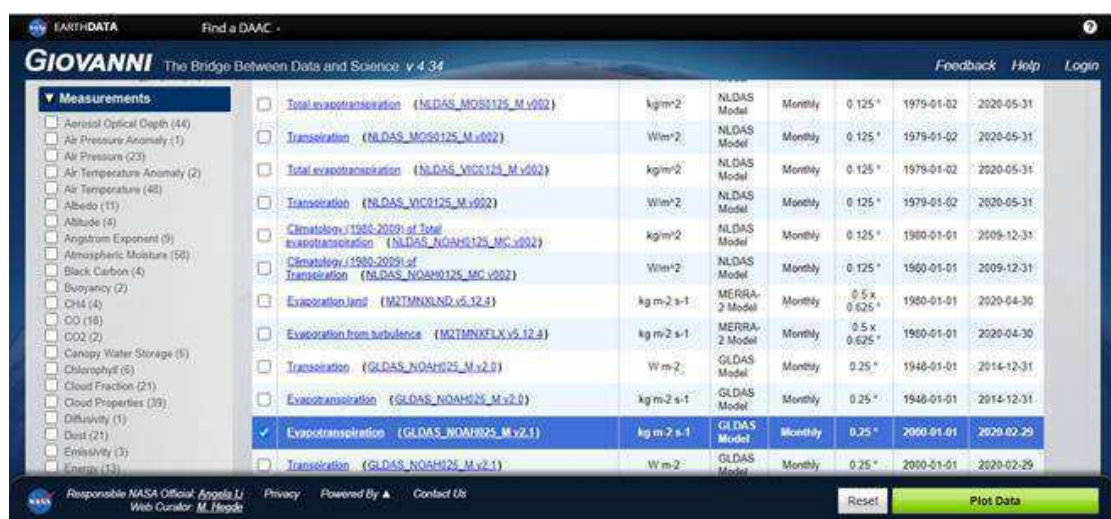 EARTHDATA Find a DAAC ?
GIOVANNI The Bridge Between Data and Science v 4.34 Feedback Help Login
Measurements
Aerosol Optical Depth (44)
Air Pressure Anomaly (1)
Air Pressure (23)
Air Temperature Anomaly (2)
Air Temperature (48)
Albedo (11)
Altitude (4)
Angstrom Exponent (9)
Atmospheric Moisture (58)
Black Carbon (4)
Buoyancy (2)
CH4 (4)
CO (18)
CO2 (2)
Canopy Water Storage (6)
Chlorophyll (6)
Cloud Fraction (21)
Cloud Properties (39)
Diffusivity (1)
Dust (21)
Emissivity (3)
Energy (13)
Total evapotranspiration (NLDAS_MOS0125_M v002) kg/m^2 NLDAS Model Monthly 0.125 ° 1979-01-02 2020-05-31
Transpiration (NLDAS_MOS0125_M v002) W/m^2 NLDAS Model Monthly 0.125 ° 1979-01-02 2020-05-31
Total evapotranspiration (NLDAS_VIC0125_M v002) kg/m^2 NLDAS Model Monthly 0.125 ° 1979-01-02 2020-05-31
Transpiration (NLDAS_VIC0125_M v002) W/m^2 NLDAS Model Monthly 0.125 ° 1979-01-02 2020-05-31
Climatology (1980-2009) of Total evapotranspiration (NLDAS_NOAH0125_MC v002) kg/m^2 NLDAS Model Monthly 0.125 ° 1980-01-01 2009-12-31
Climatology (1980-2009) of Transpiration (NLDAS_NOAH0125_MC v002) W/m^2 NLDAS Model Monthly 0.125 ° 1980-01-01 2009-12-31
Evaporation land (M2TMNXLND v5.12.4) kg m-2 s-1 MERRA-2 Model Monthly 0.5 x 0.625 ° 1980-01-01 2020-04-30
Evaporation from turbulence (M2TMNXFLX v5.12.4) kg m-2 s-1 MERRA-2 Model Monthly 0.5 x 0.625 ° 1980-01-01 2020-04-30
Transpiration (GLDAS_NOAH025_M v2.0) W m-2 GLDAS Model Monthly 0.25 ° 1948-01-01 2014-12-31
Evapotranspiration (GLDAS_NOAH025_M v2.0) kg m-2 s-1 GLDAS Model Monthly 0.25 ° 1948-01-01 2014-12-31
Evapotranspiration (GLDAS_NOAH025_M v2.1) kg m-2 s-1 GLDAS Model Monthly 0.25 ° 2000-01-01 2020-02-29
Transpiration (GLDAS_NOAH025_M v2.1) W m-2 GLDAS Model Monthly 0.25 ° 2000-01-01 2020-02-29
Responsible NASA Official: Angela Li Privacy Powered By ▲ Contact Us
Web Curator: M. Hegde
Reset Plot Data